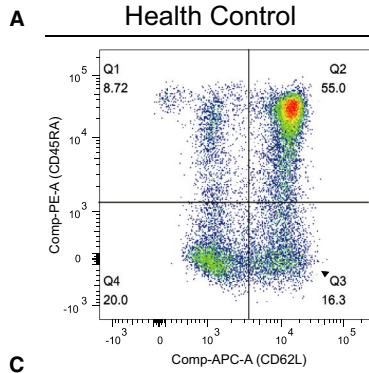 A
Health Control
Q1
8.72
Q2
55.0
Q4
20.0
Q3
16.3
10^5
10^4
10^3
0
-10^3
Comp-PE-A (CD45RA)
-10^3 0 10^3 10^4 10^5
Comp-APC-A (CD62L)
C